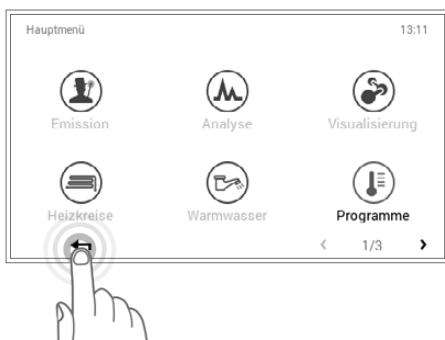 Hauptmenü 13:11
Emission Analyse Visualisierung
Heizkreise Warmwasser Programme
< 1/3 >